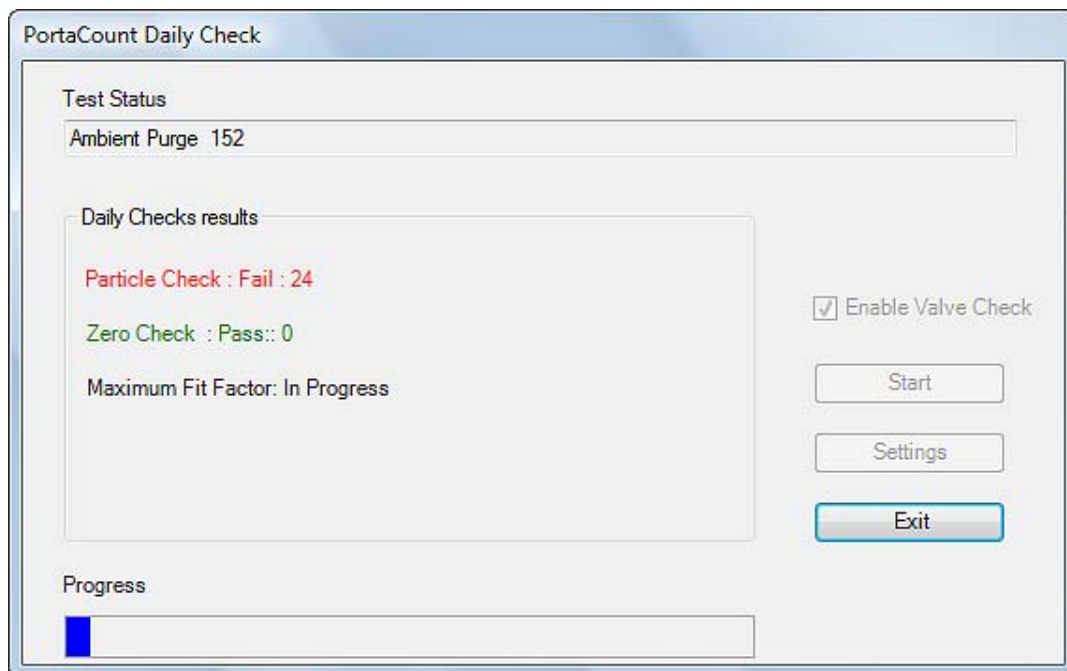 PortaCount Daily Check
Test Status
Ambient Purge 152
Daily Checks results
Particle Check : Fail : 24
Zero Check : Pass:: 0
Maximum Fit Factor: In Progress
Enable Valve Check
Start
Settings
Exit
Progress